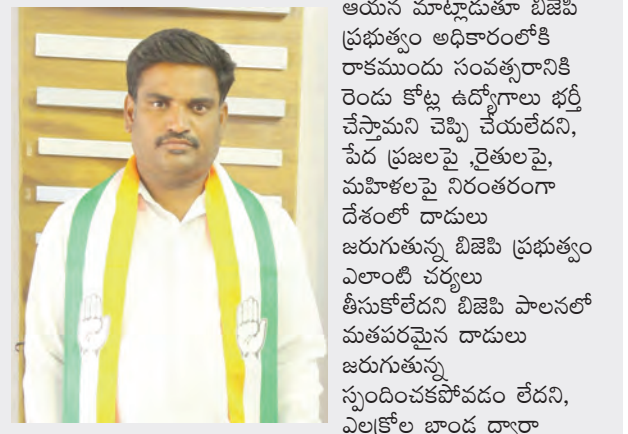 ఆయన మాట్లాడుతూ బిజెపి
ప్రభుత్వం అధికారంలోకి
రాకముందు సంవత్సరానికి
రెండు కోట్ల ఉద్యోగాలు భర్తీ
చేస్తామని చెప్పి చేయలేదని,
పేద ప్రజలపై ,రైతులపై,
మహిళలపై నిరంతరంగా
దేశంలో దాడులు
జరుగుతున్న బిజెపి ప్రభుత్వం
ఎలాంటి చర్యలు
తీసుకోలేదని బిజెపి పాలనలో
మతపరమైన దాడులు
జరుగుతున్న
స్పందించకపోవడం లేదని,
ఎలక్ట్రోల బాండ ద్వారా